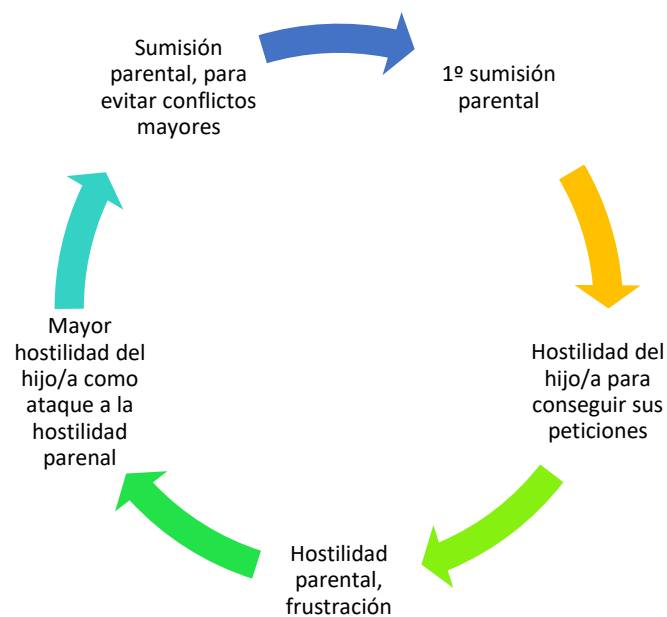 Sumisión
parental, para
evitar conflictos
mayores
1º sumisión
parental
Hostilidad del
hijo/a para
conseguir sus
peticiones
Hostilidad
parental,
frustración
Mayor
hostilidad del
hijo/a como
ataque a la
hostilidad
parenal